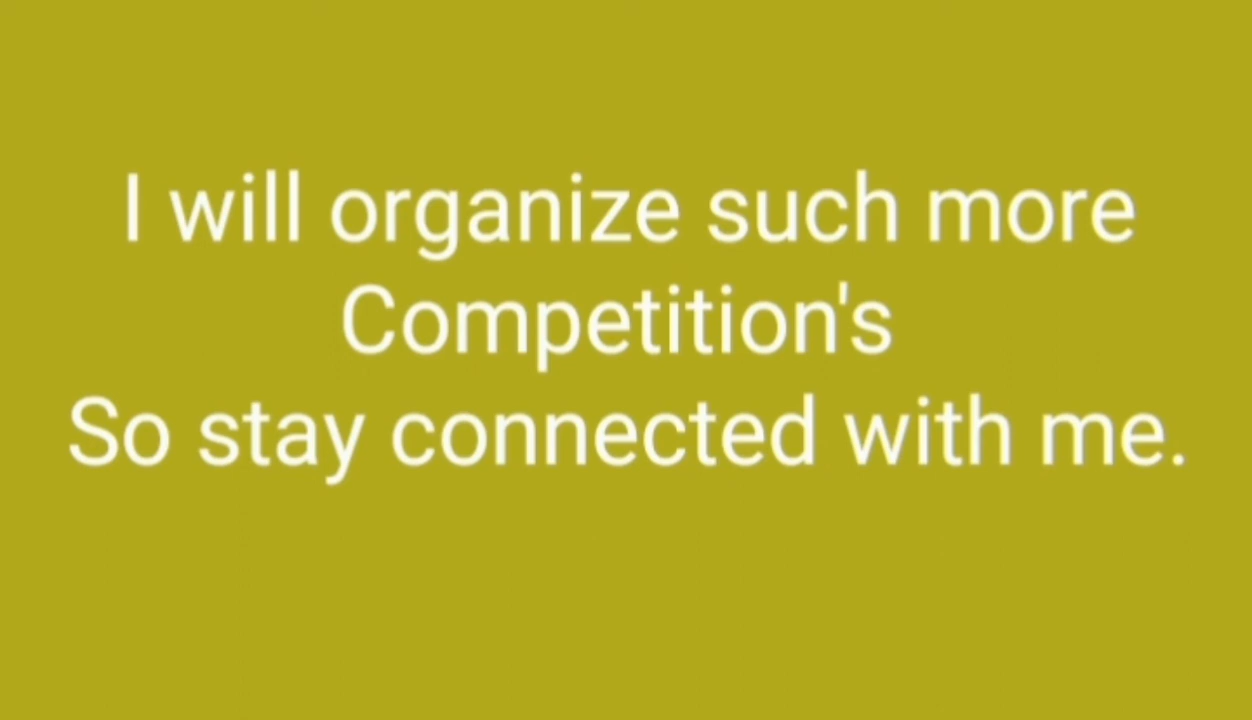 I will organize such more
Competition's
So stay connected with me.